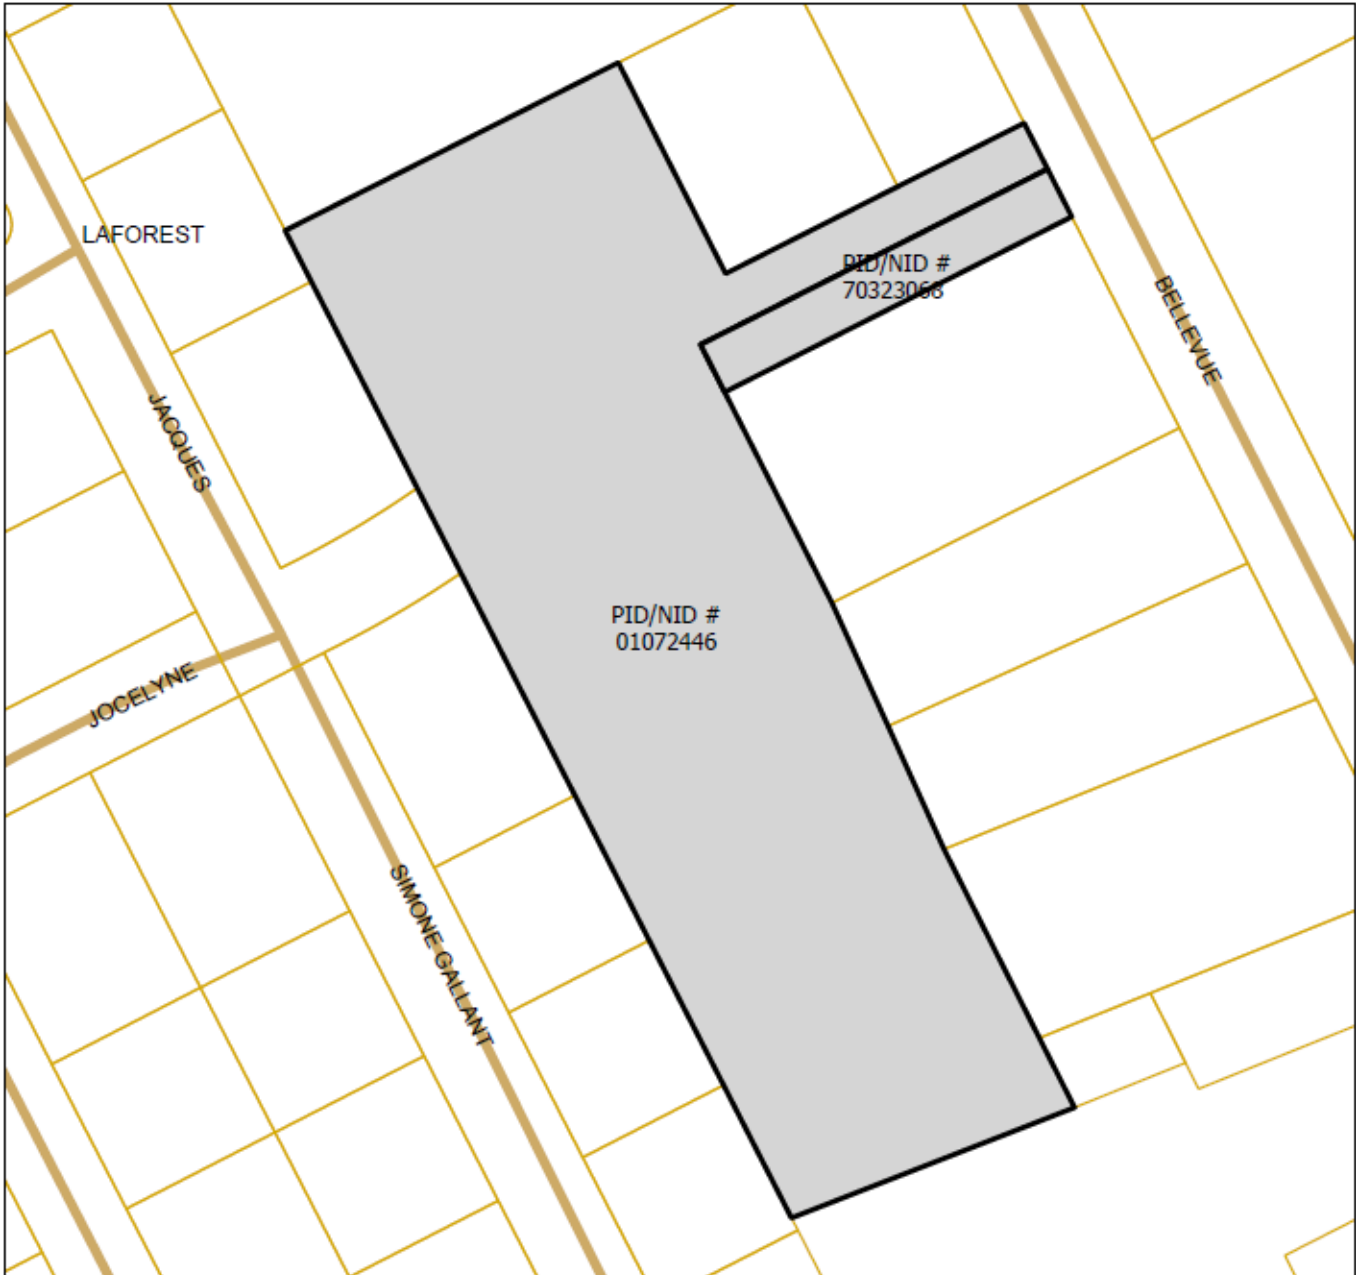 LAFOREST
PID/NID #
70323068
BELLEVUE
JACQUES
PID/NID #
01072446
JOCELYNE
SIMONE GALLANT